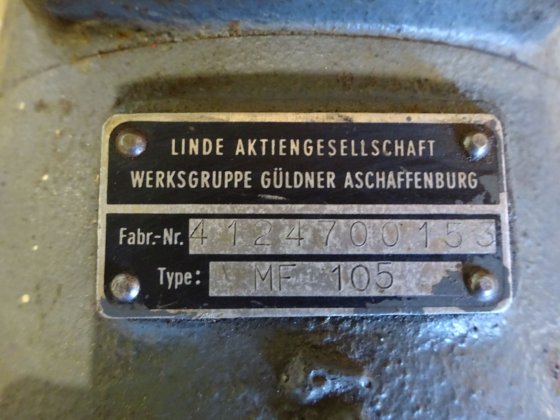 LINDE AKTIENGESELLSCHAFT
WERKSGRUPPE GÜLDNER ASCHAFFENBURG
Fabr.-Nr. 4124700153
Type: MF 105